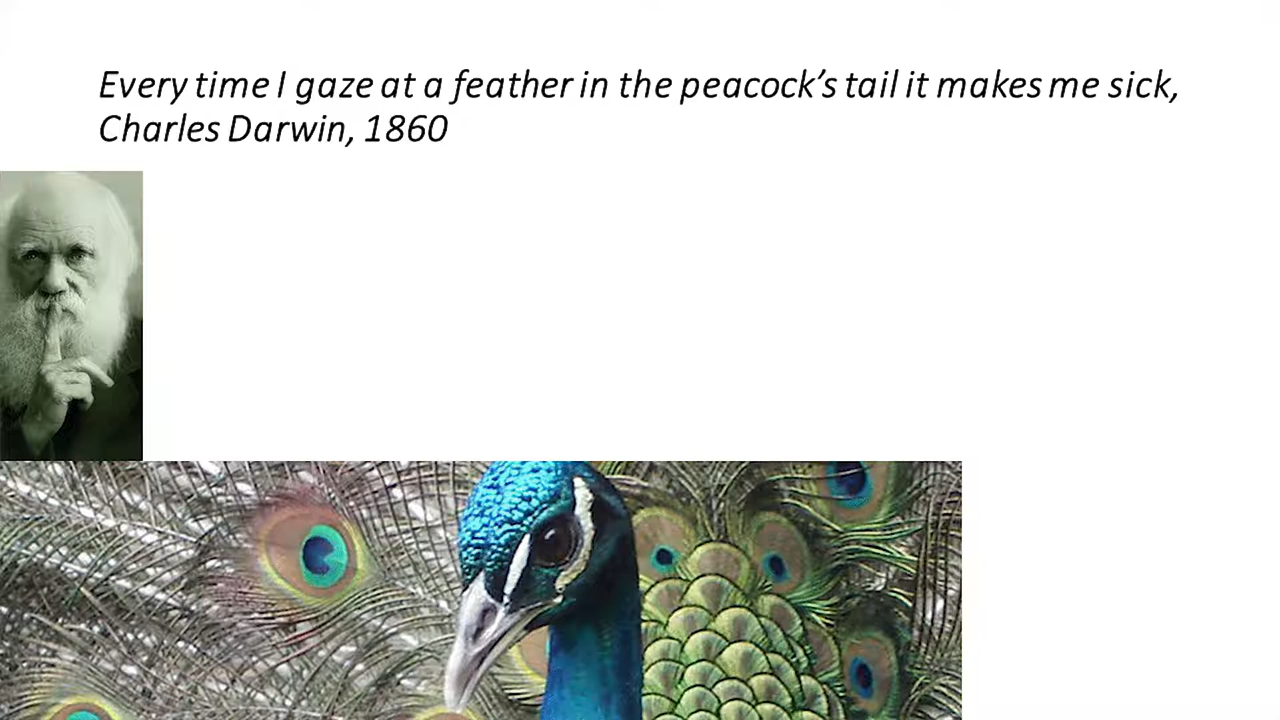 Every time I gaze at a feather in the peacock’s tail it makes me sick,
Charles Darwin, 1860